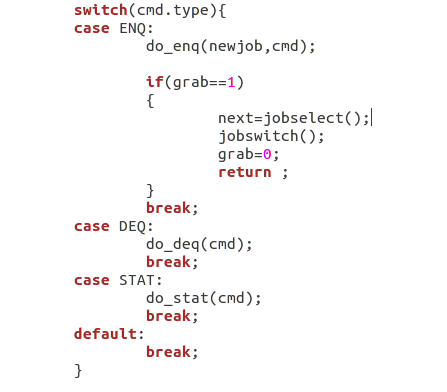 switch(cmd.type){
case ENQ:
        do_enq(newjob,cmd);

        if(grab==1)
        {
                next=jobselect();
                jobswitch();
                grab=0;
                return ;
        }
        break;
case DEQ:
        do_deq(cmd);
        break;
case STAT:
        do_stat(cmd);
        break;
default:
        break;
}